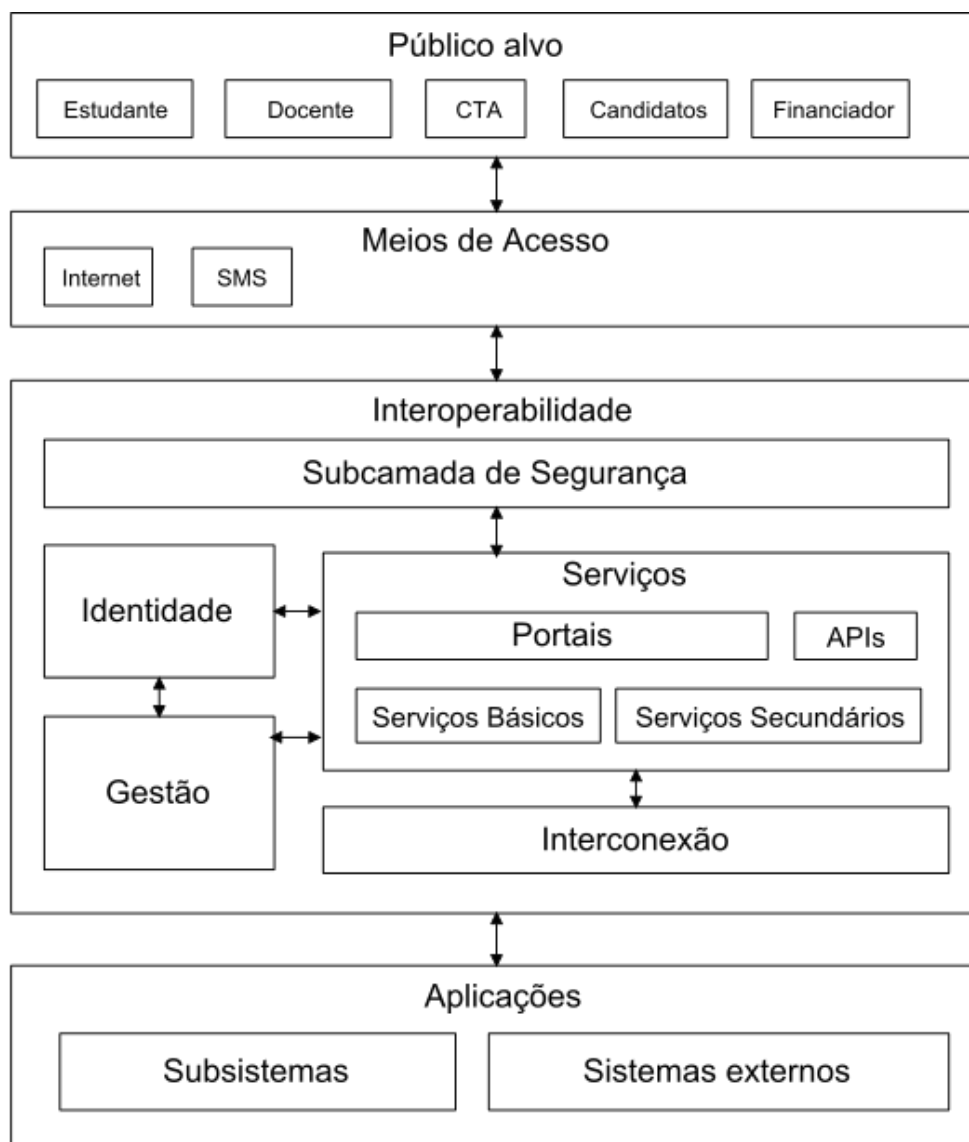 Público alvo
Estudante
Docente
CTA
Candidatos
Financiador
Meios de Acesso
Internet
SMS
Interoperabilidade
Subcamada de Segurança
Identidade
Serviços
Portais
APIs
Serviços Básicos
Serviços Secundários
Gestão
Interconexão
Aplicações
Subsistemas
Sistemas externos